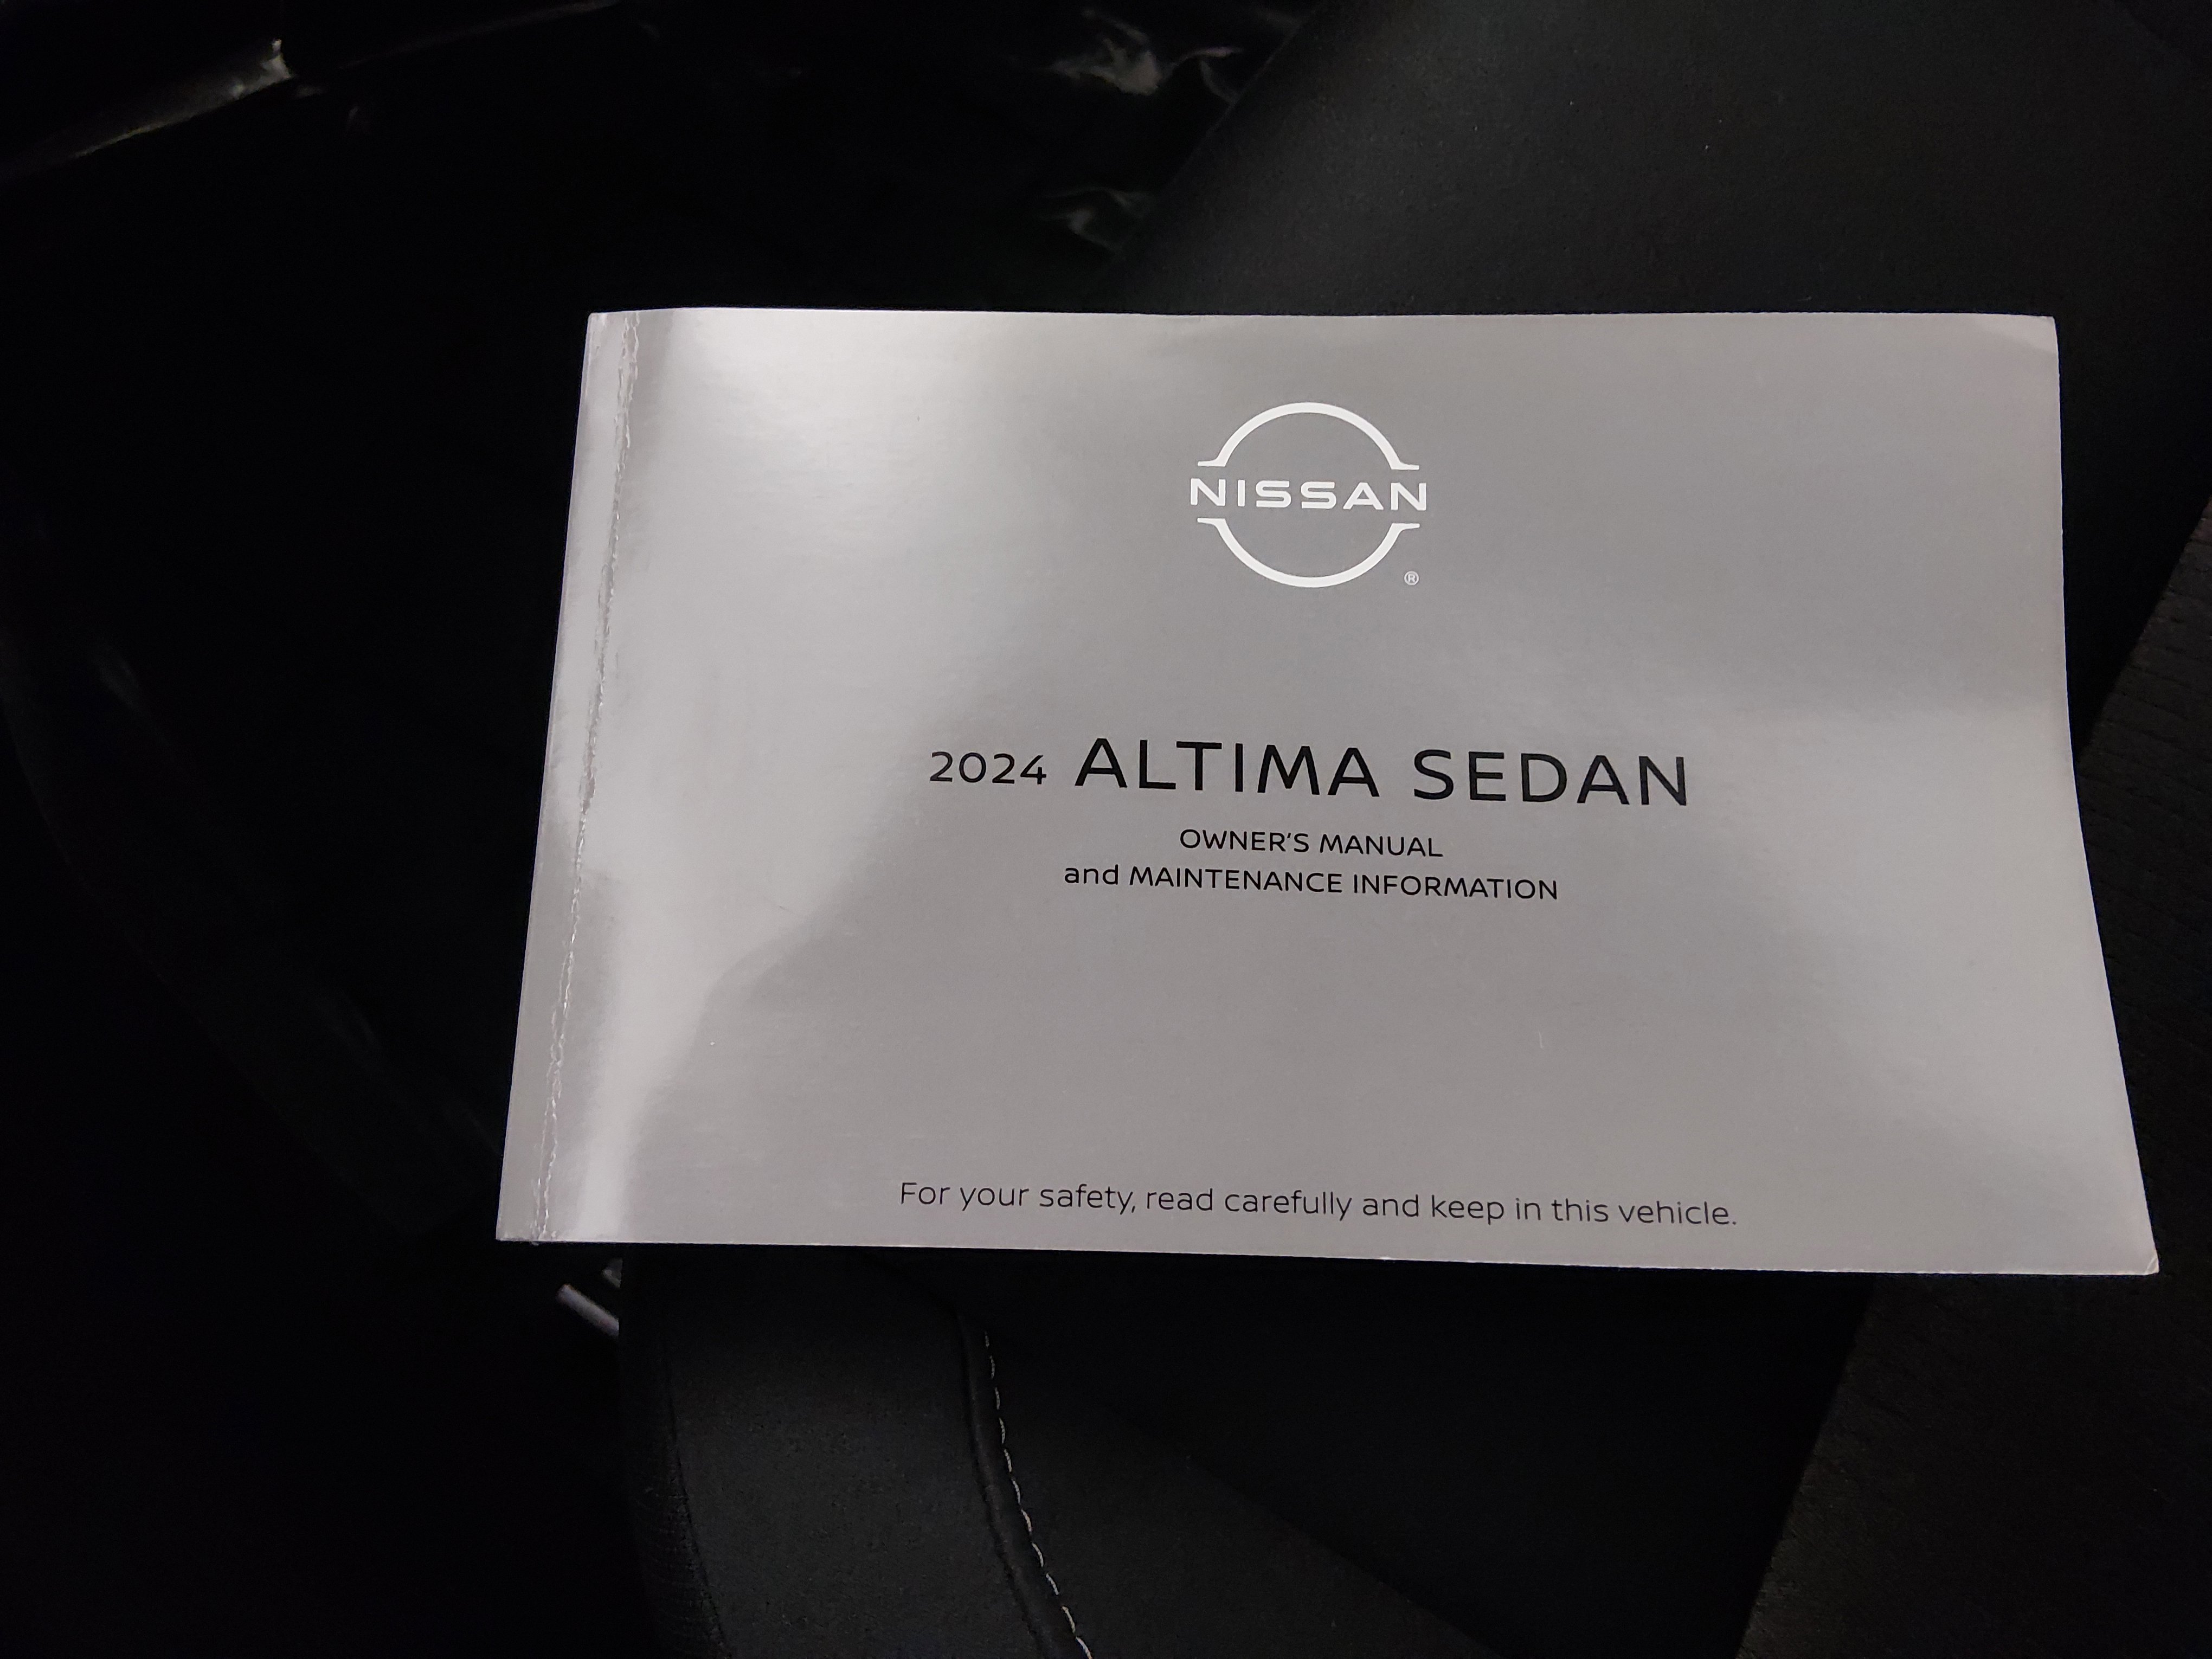 NISSAN
®
2024 ALTIMA SEDAN
OWNER'S MANUAL
and MAINTENANCE INFORMATION
For your safety, read carefully and keep in this vehicle.